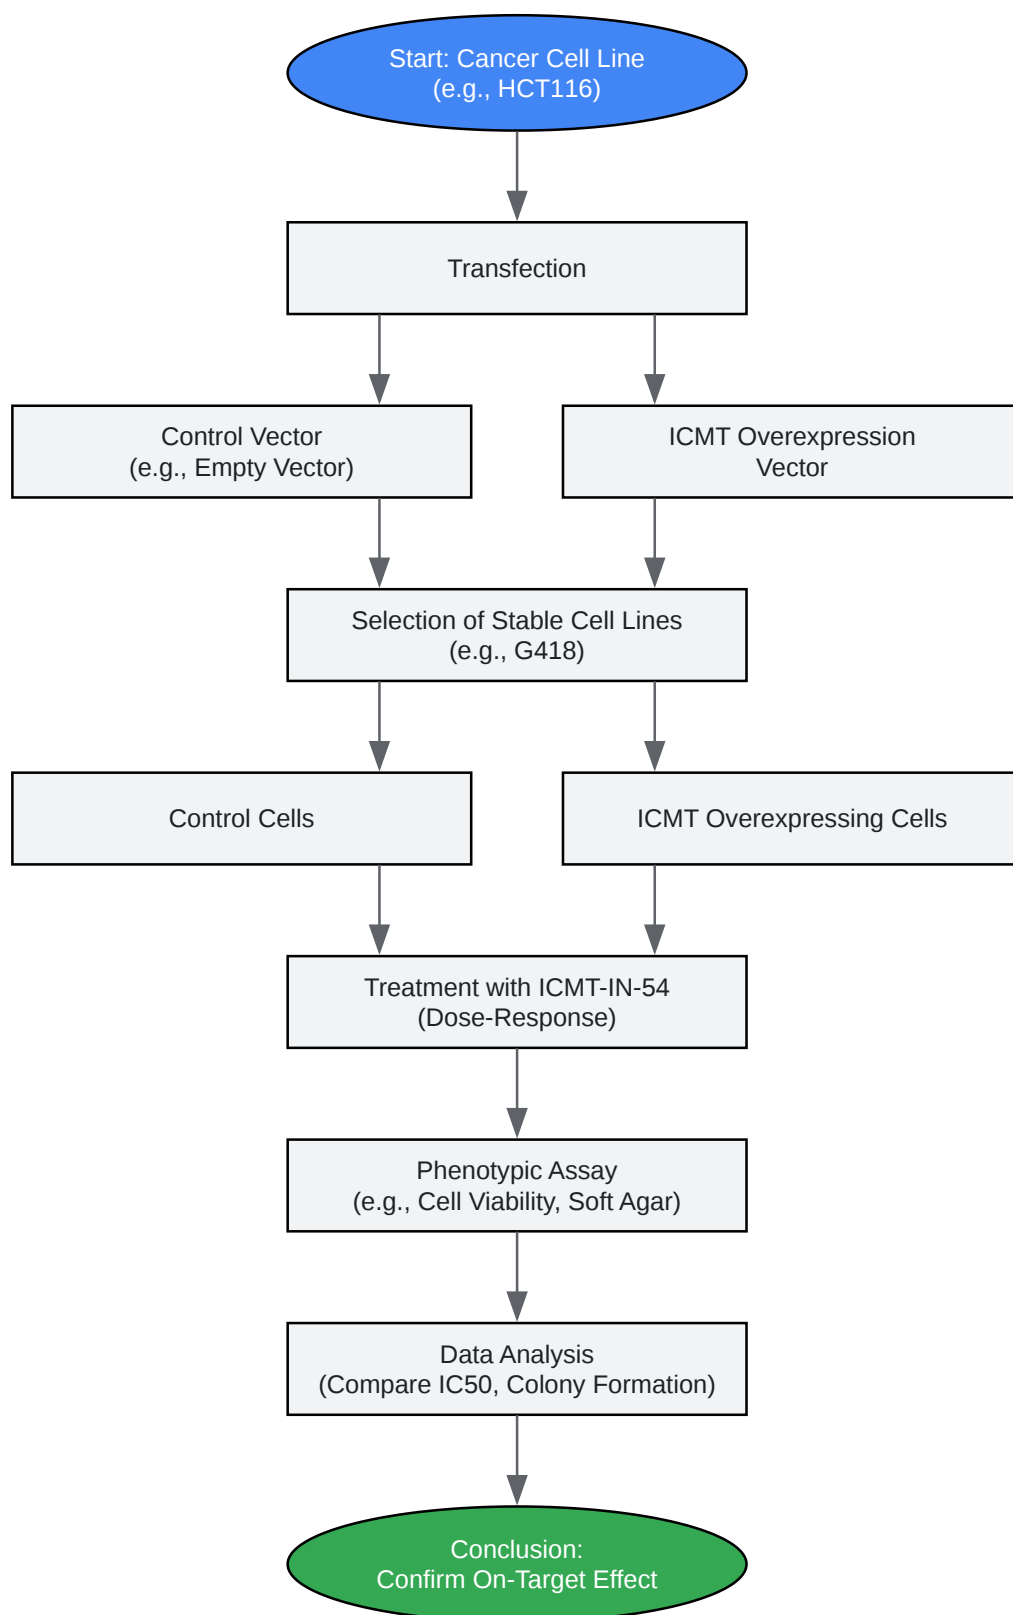 Start: Cancer Cell Line
(e.g., HCT116)
Transfection
Control Vector
(e.g., Empty Vector)
ICMT Overexpression
Vector
Selection of Stable Cell Lines
(e.g., G418)
Control Cells
ICMT Overexpressing Cells
Treatment with ICMT-IN-54
(Dose-Response)
Phenotypic Assay
(e.g., Cell Viability, Soft Agar)
Data Analysis
(Compare IC50, Colony Formation)
Conclusion:
Confirm On-Target Effect